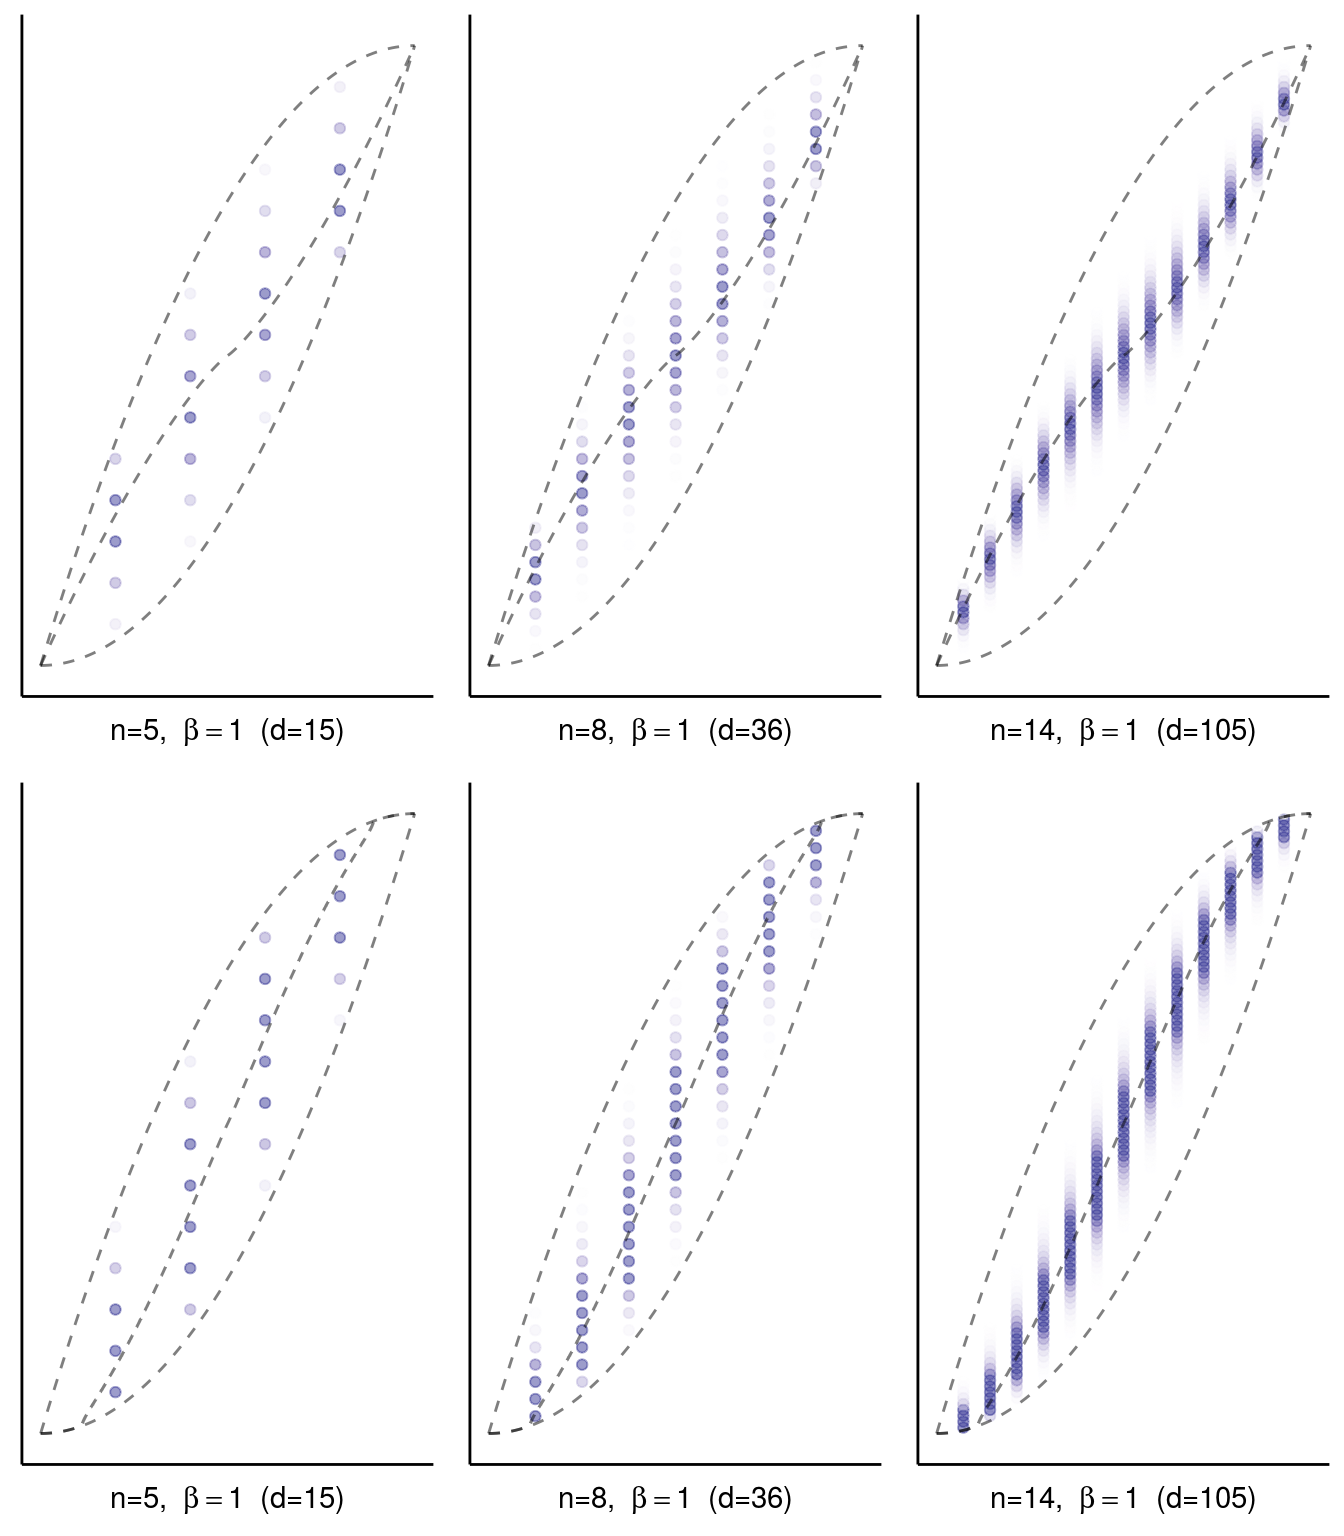 n=5, β = 1 (d=15)
n=8, β = 1 (d=36)
n=14, β = 1 (d=105)
n=5, β = 1 (d=15)
n=8, β = 1 (d=36)
n=14, β = 1 (d=105)